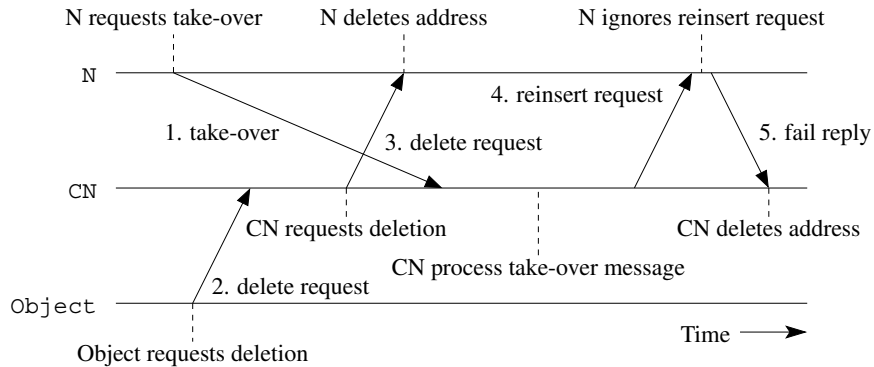 N requests take-over
N deletes address
N ignores reinsert request
N
4. reinsert request
1. take-over
3. delete request
5. fail reply
CN
CN requests deletion
CN deletes address
CN process take-over message
2. delete request
Object
Time
Object requests deletion